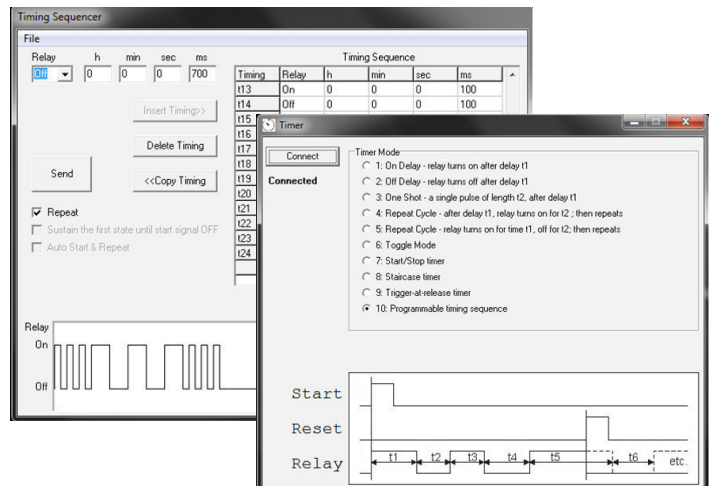 Timing Sequencer
File
Relay h min sec ms
Off 0 0 0 700
Insert Timing>>
Delete Timing
Send
<<Copy Timing
Repeat
Sustain the first state until start signal OFF
Auto Start & Repeat
Timing Sequence
Timing Relay h min sec ms
t13 On 0 0 0 100
t14 Off 0 0 0 100
t15
t16
t17
t18
t19
t20
t21
t22
t23
t24
Relay
On
Off
Timer
Connect
Connected
Timer Mode
1: On Delay - relay turns on after delay t1
2: Off Delay - relay turns off after delay t1
3: One Shot - a single pulse of length t2, after delay t1
4: Repeat Cycle - after delay t1, relay turns on for t2 ; then repeats
5: Repeat Cycle - relay turns on for time t1, off for t2; then repeats
6: Toggle Mode
7: Start/Stop timer
8: Staircase timer
9: Trigger-at-release timer
10: Programmable timing sequence
Start
Reset
Relay
t1 t2 t3 t4 t5 t6 etc.